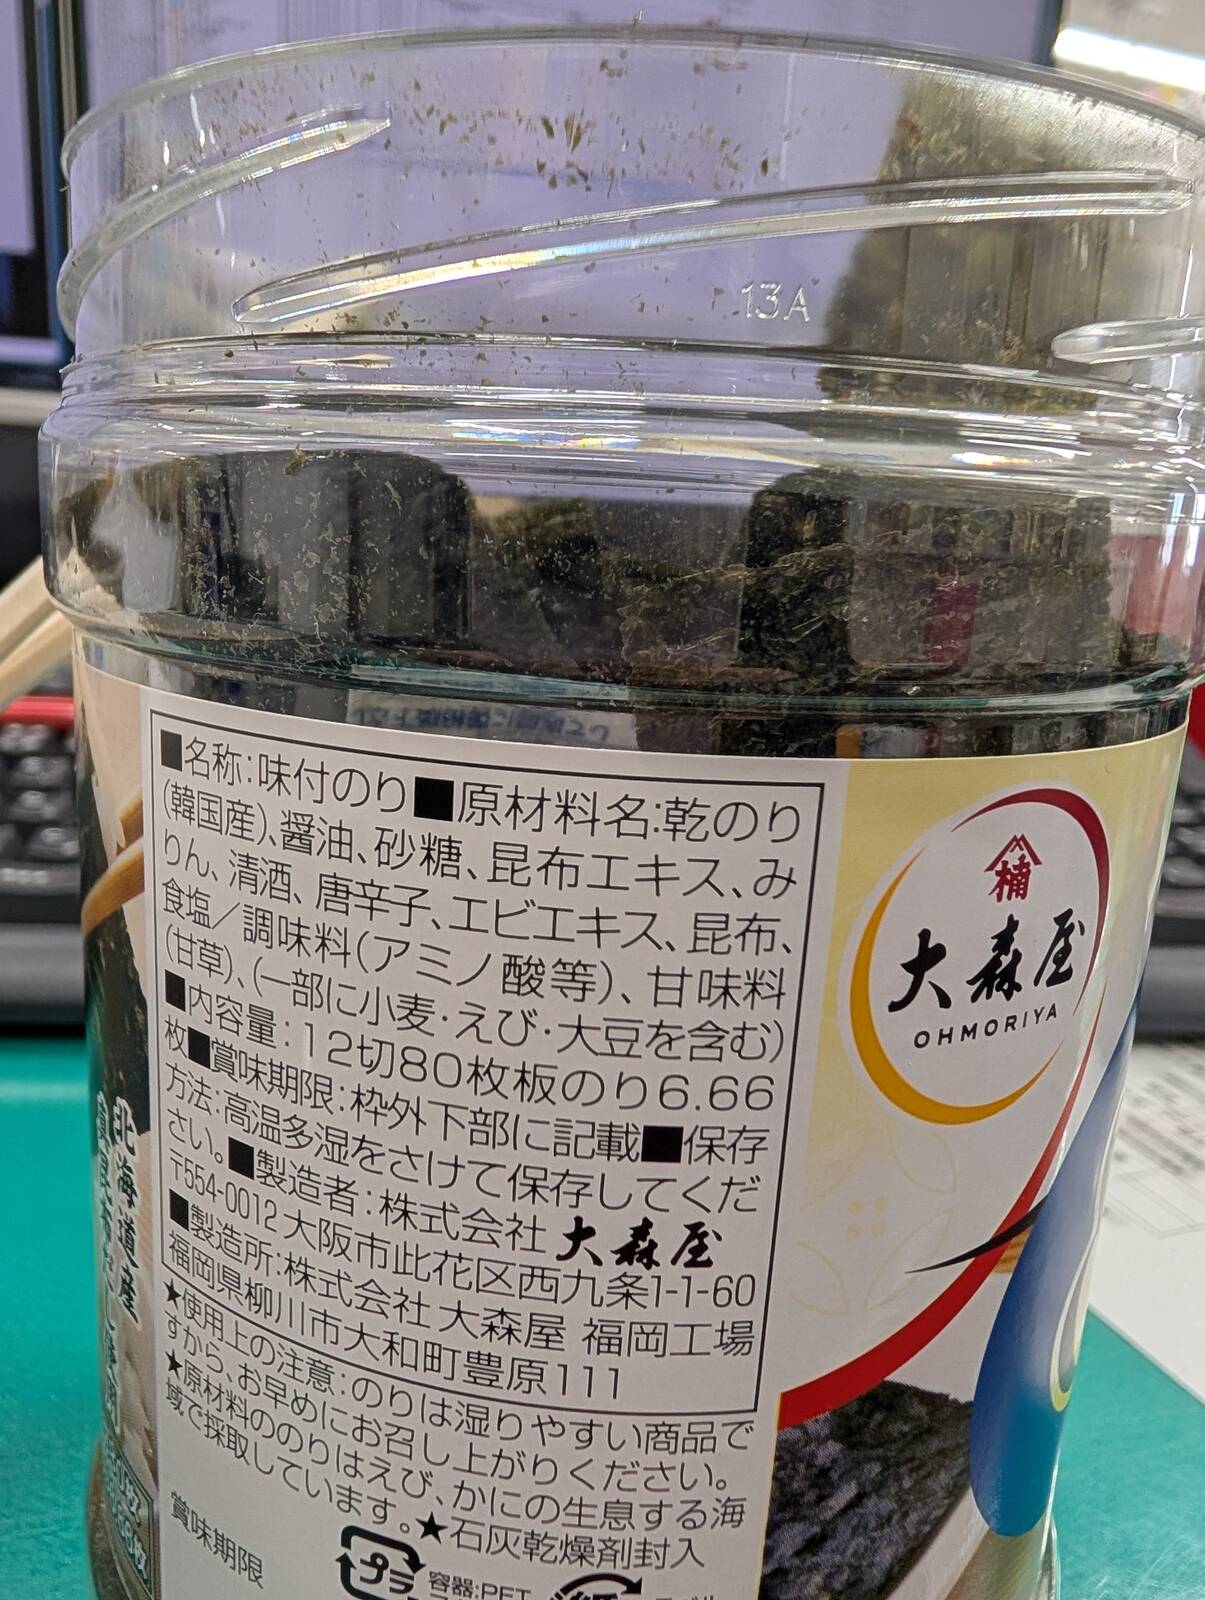 13A
■名称:味付のり■原材料名:乾のり
(韓国産)、醤油、砂糖、昆布エキス、み
りん、清酒、唐辛子、エビエキス、昆布、
食塩/調味料(アミノ酸等)、甘味料
(甘草)、(一部に小麦・えび・大豆を含む)
■内容量:12切80枚板のり6.66
枚■賞味期限:枠外下部に記載■保存
方法:高温多湿をさけて保存してくだ
さい。■製造者:株式会社 大森屋
〒554-0012 大阪市此花区西九条1-1-60
■製造所:株式会社 大森屋 福岡工場
福岡県柳川市大和町豊原111
★使用上の注意:のりは湿りやすい商品で
すから、お早めにお召し上がりください。
★原材料ののりはえび、かにの生息する海
域で採取しています。★石灰乾燥剤封入
賞味期限
プラ
容器:PET
楠
大森屋
OHMORIYA
北海道産